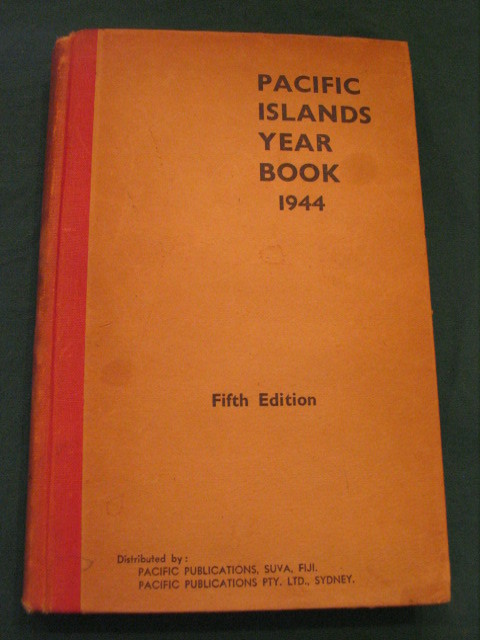 PACIFIC
ISLANDS
YEAR
BOOK
1944
Fifth Edition
Distributed by:
PACIFIC PUBLICATIONS, SUVA, FIJI.
PACIFIC PUBLICATIONS PTY. LTD., SYDNEY.